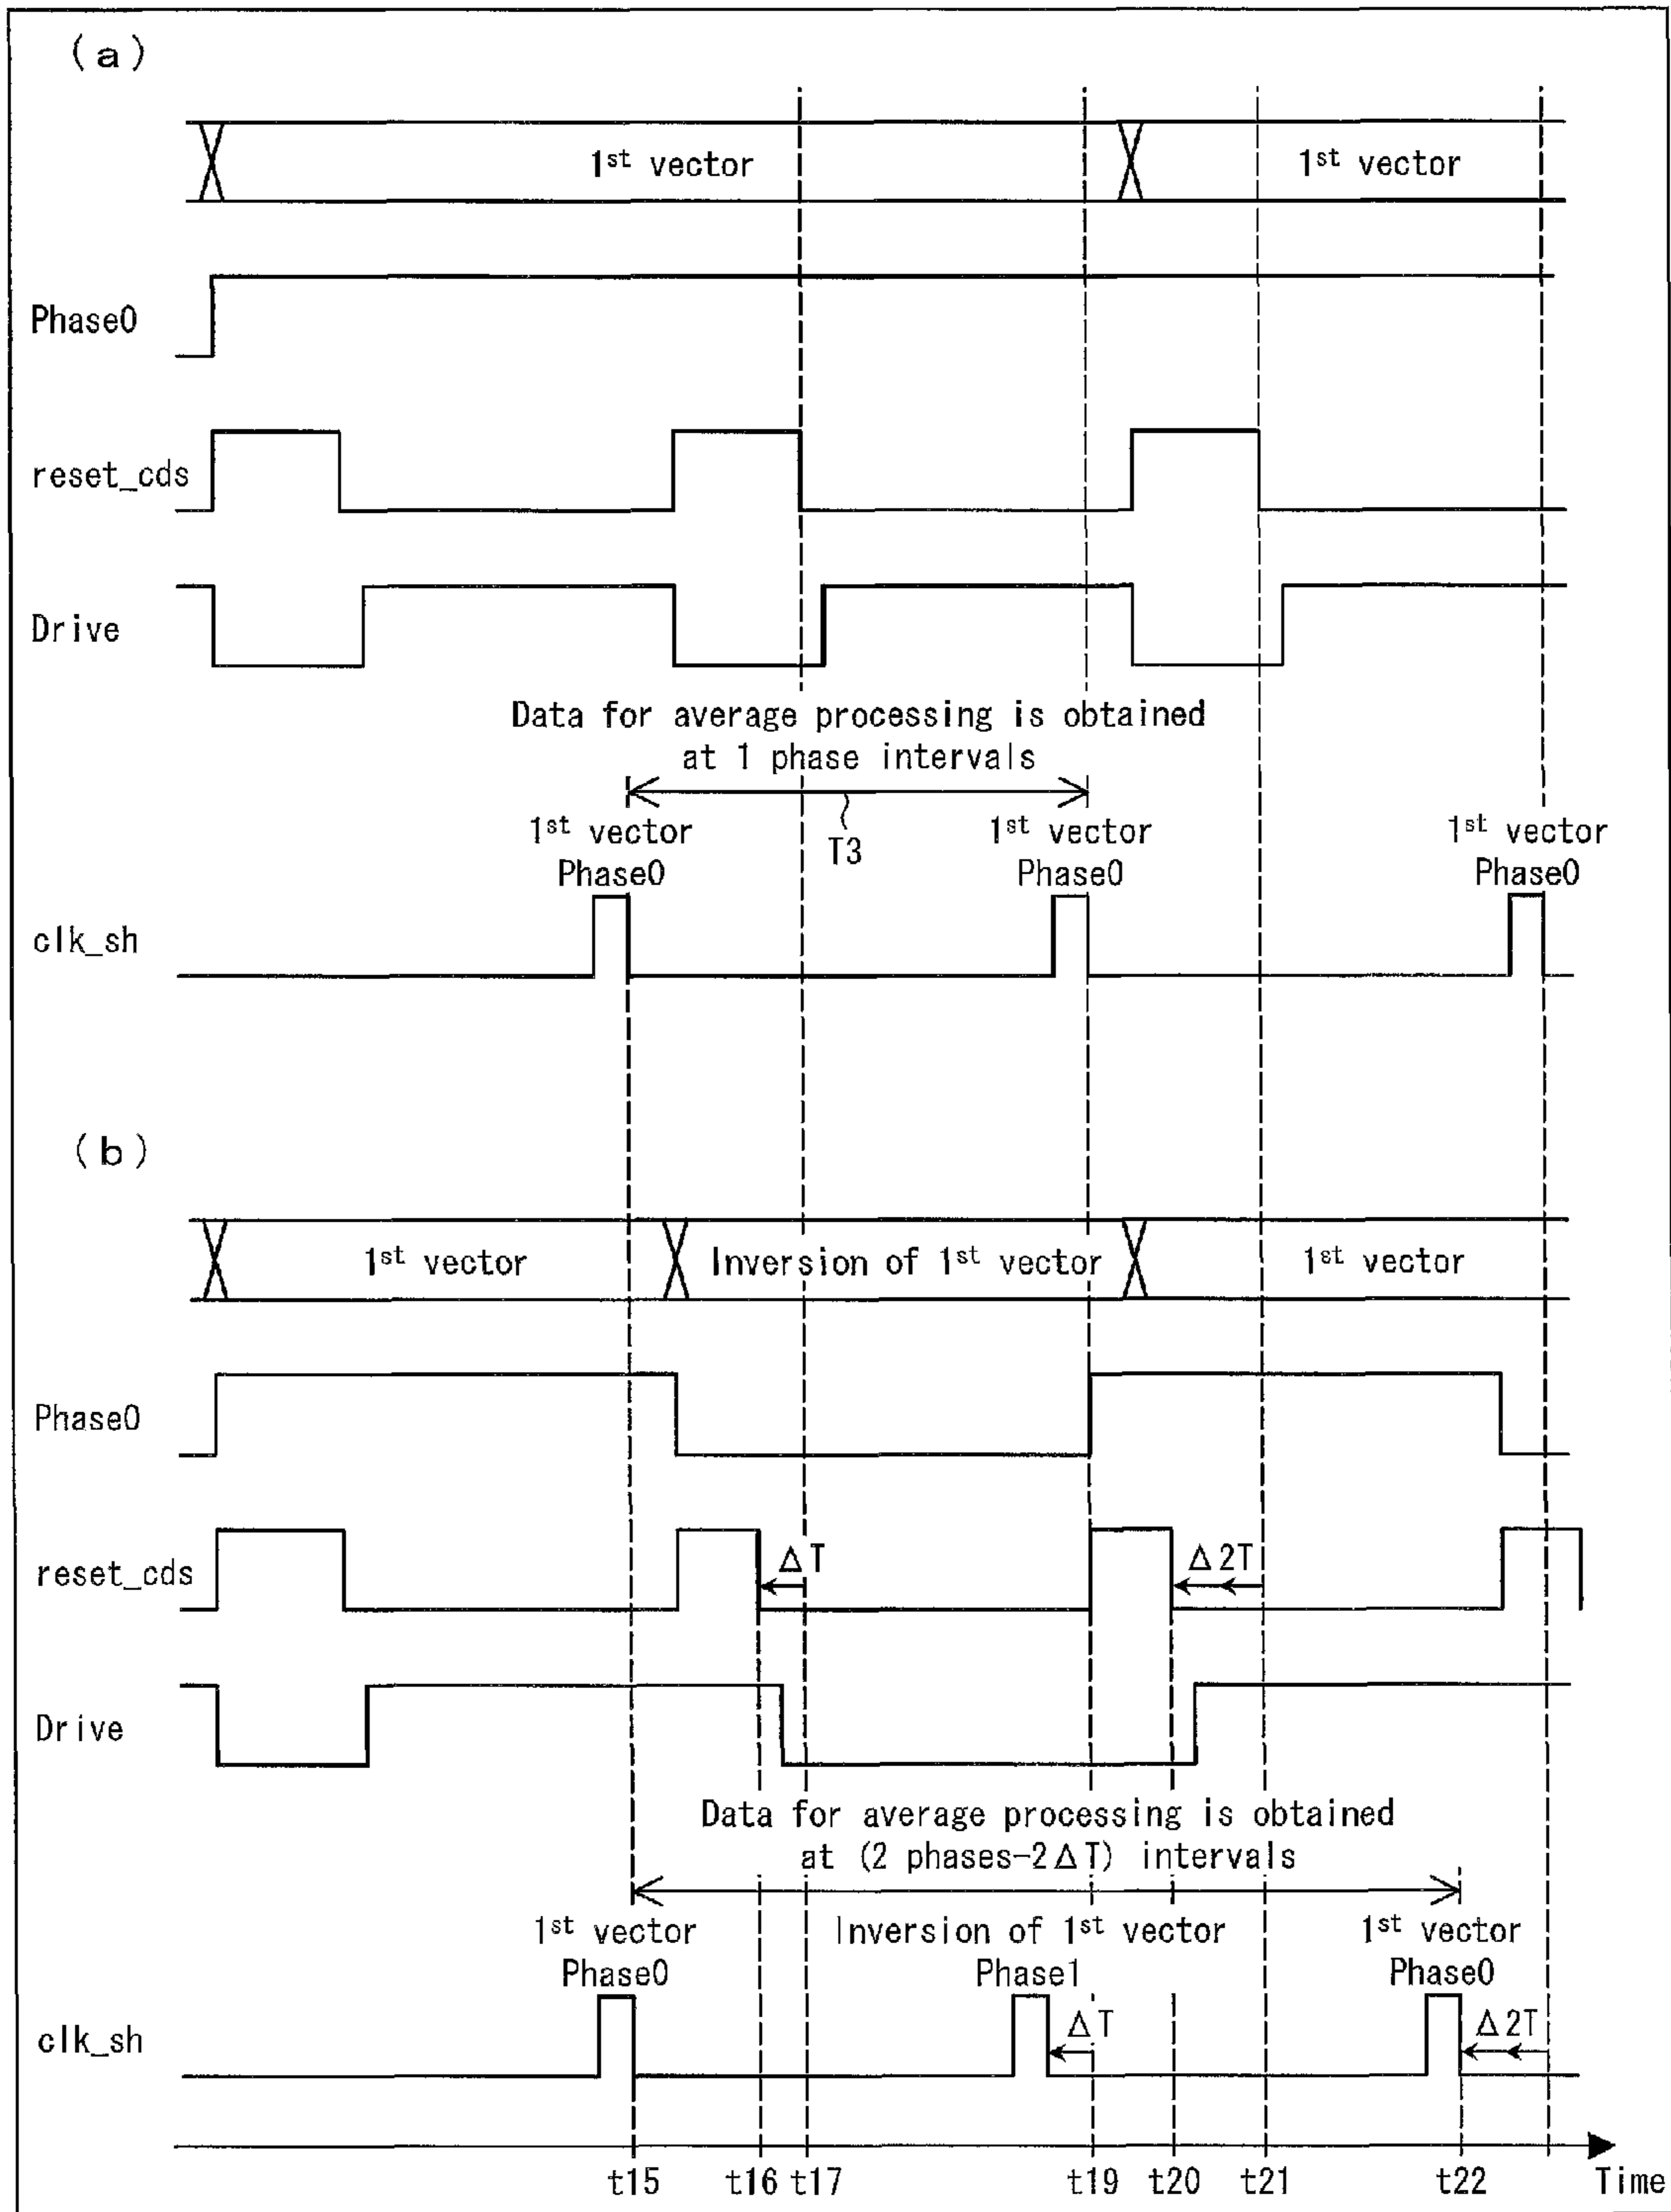 (a)
1st vector
1st vector
Phase0
reset_cds
Drive
Data for average processing is obtained
at 1 phase intervals
T3
1st vector
Phase0
1st vector
Phase0
1st vector
Phase0
clk_sh
(b)
1st vector
Inversion of 1st vector
1st vector
Phase0
reset_cds
ΔT
Δ2T
Drive
Data for average processing is obtained
at (2 phases-2ΔT) intervals
1st vector
Phase0
Inversion of 1st vector
Phase1
1st vector
Phase0
clk_sh
ΔT
Δ2T
t15 t16 t17 t19 t20 t21 t22 Time